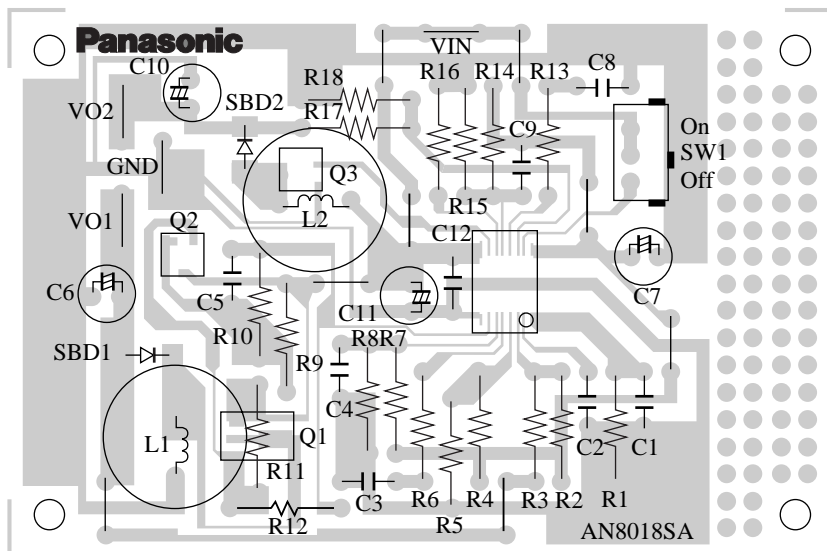 Panasonic
VIN
C10
R18
R16
R14
R13
C8
SBD2
R17
VO2
C9
On
SW1
Off
GND
Q3
R15
VO1
Q2
L2
C12
C6
C5
C11
C7
R10
R9
R8
R7
SBD1
C4
L1
Q1
C2
C1
R11
C3
R6
R4
R3
R2
R1
R12
R5
AN8018SA